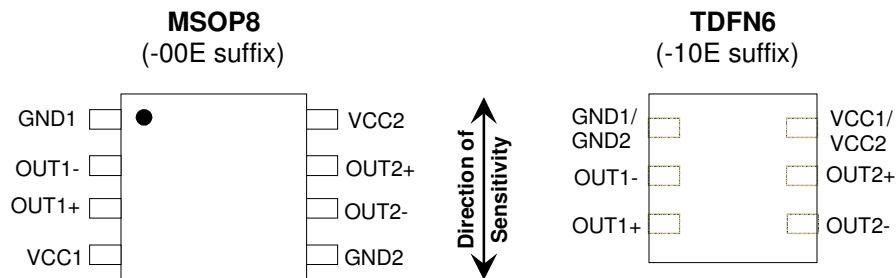 MSOP8
(-00E suffix)
GND1
OUT1-
OUT1+
VCC1
VCC2
OUT2+
OUT2-
GND2
Direction of
Sensitivity
TDFN6
(-10E suffix)
GND1/
GND2
OUT1-
OUT1+
VCC1/
VCC2
OUT2+
OUT2-